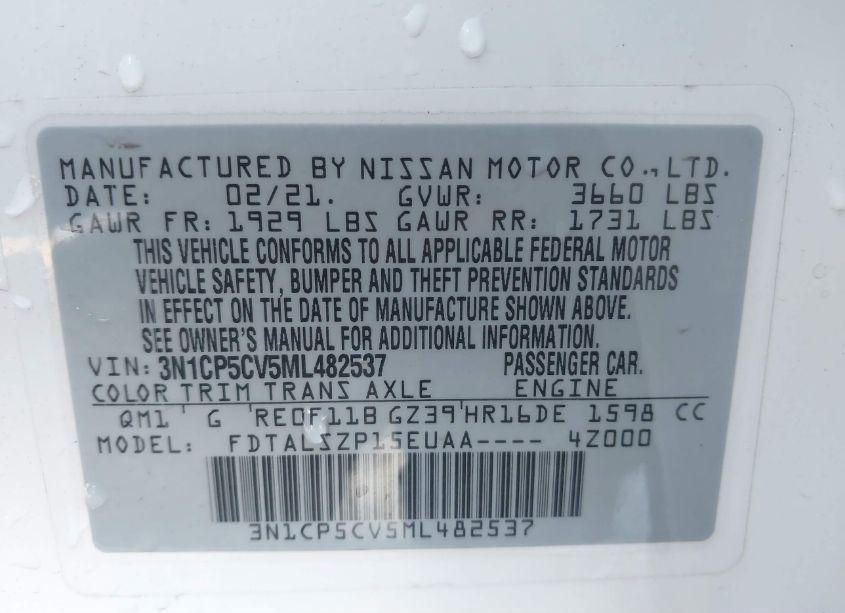 MANUFACTURED BY NISSAN MOTOR CO., LTD.
DATE: 02/21. GVWR: 3660 LBS
GAWR FR: 1929 LBS GAWR RR: 1731 LBS
THIS VEHICLE CONFORMS TO ALL APPLICABLE FEDERAL MOTOR
VEHICLE SAFETY, BUMPER AND THEFT PREVENTION STANDARDS
IN EFFECT ON THE DATE OF MANUFACTURE SHOWN ABOVE.
SEE OWNER'S MANUAL FOR ADDITIONAL INFORMATION.
VIN: 3N1CP5CV5ML482537 PASSENGER CAR.
COLOR TRIM TRANS AXLE ENGINE
QM1 ' G 'RE0F11B GZ39'HR16DE 1598 CC
MODEL: FDTALSZP15EUAA---- 4Z000
3N1CP5CV5ML482537